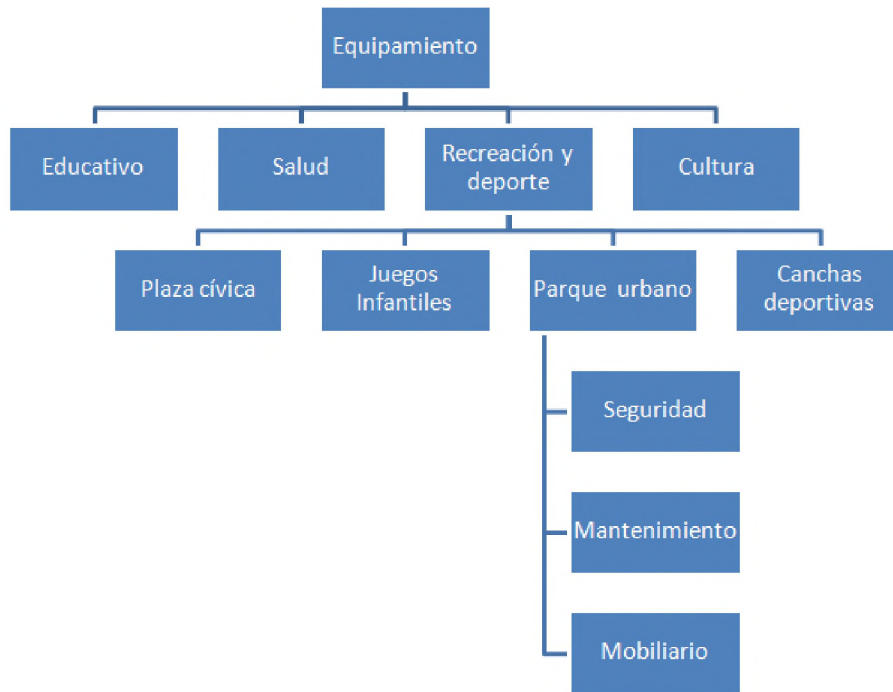 Equipamiento
Educativo
Salud
Recreación y
deporte
Cultura
Plaza cívica
Juegos
Infantiles
Parque urbano
Canchas
deportivas
Seguridad
Mantenimiento
Mobiliario